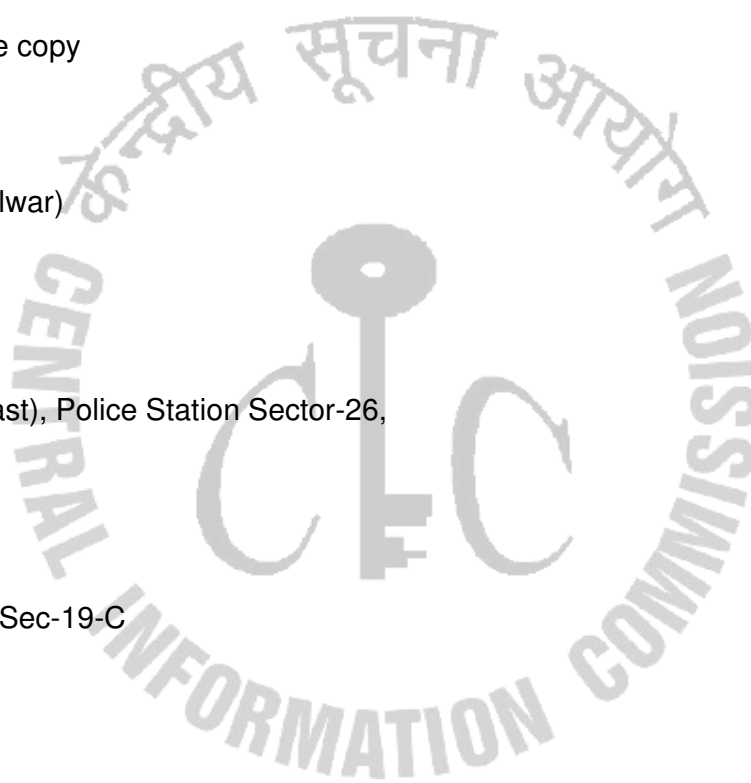 e copy
केन्द्रीय सूचना आयोग
lwar)
ast), Police Station Sector-26,
CIC
Sec-19-C
CENTRAL INFORMATION COMMISSION